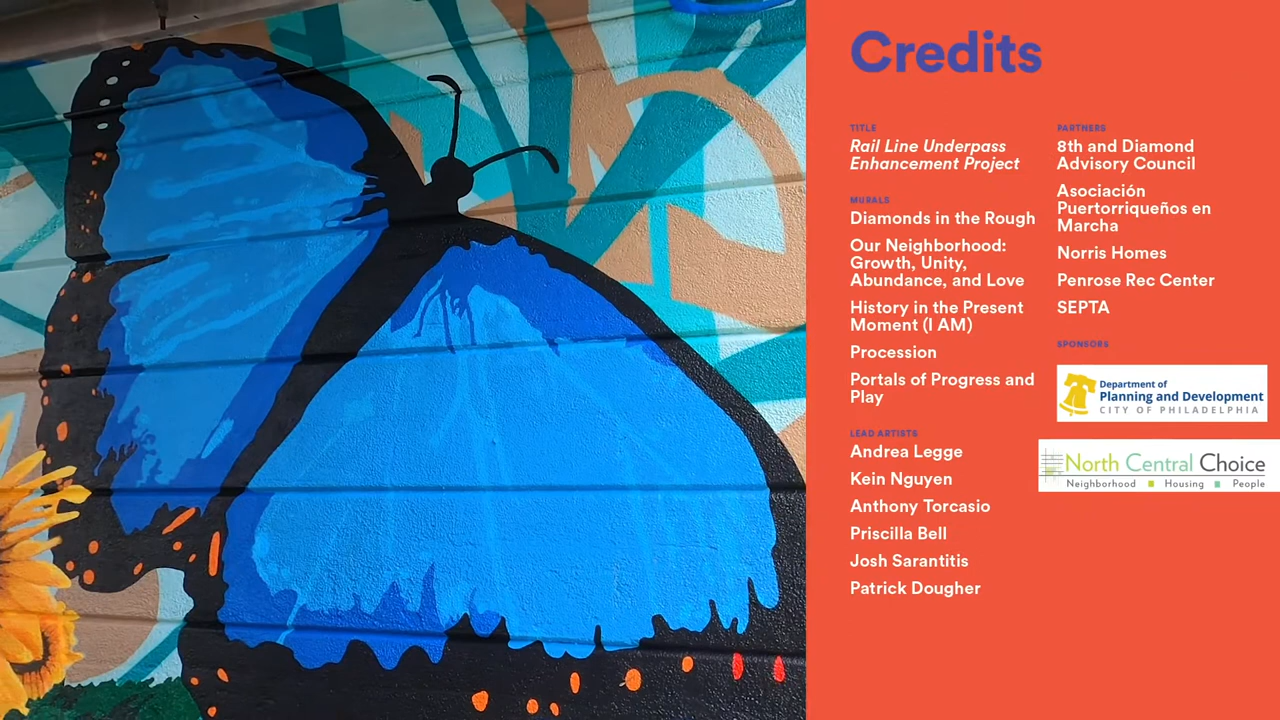 Credits
TITLE
Rail Line Underpass
Enhancement Project
MURALS
Diamonds in the Rough
Our Neighborhood:
Growth, Unity,
Abundance, and Love
History in the Present
Moment (I AM)
Procession
Portals of Progress and
Play
LEAD ARTISTS
Andrea Legge
Kein Nguyen
Anthony Torcasio
Priscilla Bell
Josh Sarantitis
Patrick Dougher
PARTNERS
8th and Diamond
Advisory Council
Asociación
Puertorriqueños en
Marcha
Norris Homes
Penrose Rec Center
SEPTA
SPONSORS
Department of
Planning and Development
CITY OF PHILADELPHIA
North Central Choice
Neighborhood Housing People